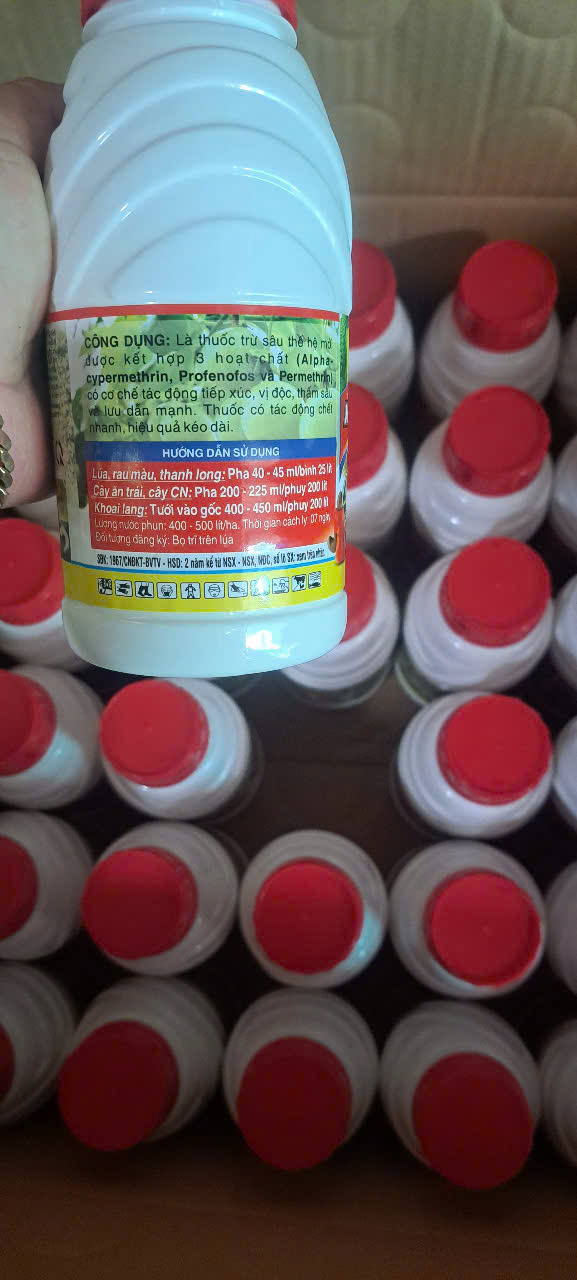 CÔNG DỤNG: Là thuốc trừ sâu thế hệ mới
được kết hợp 3 hoạt chất (Alpha-
cypermethrin, Profenofos và Permethrin)
có cơ chế tác động tiếp xúc, vị độc, thấm sâu
và lưu dẫn mạnh. Thuốc có tác động chết
nhanh, hiệu quả kéo dài.
HƯỚNG DẪN SỬ DỤNG
Lúa, rau màu, thanh long: Pha 40 - 45 ml/bình 25 lít
Cây ăn trái, cây CN: Pha 200 - 225 ml/phuy 200 lít
Khoai lang: Tưới vào gốc 400 - 450 ml/phuy 200 lít
Lượng nước phun: 400 - 500 lít/ha. Thời gian cách ly: 07 ngày
Đối tượng đăng ký: Bọ trĩ trên lúa
SĐK: 1967/CNĐKT-BVTV - HSD: 2 năm kể từ NSX - NSX, NĐC, số lô SX: xem trên nhãn